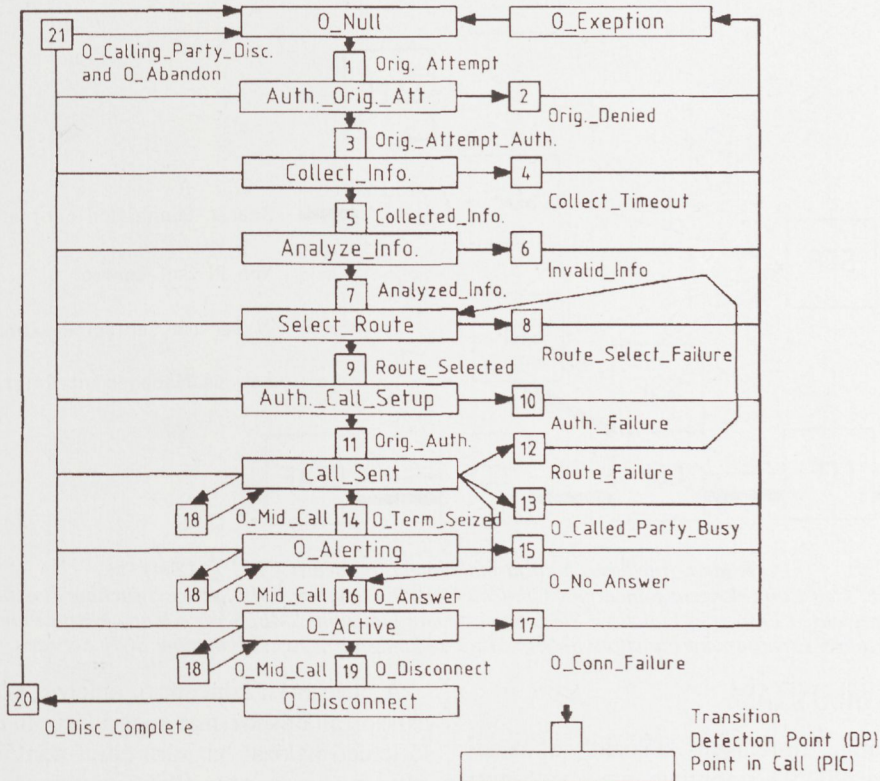 O_Null
O_Exeption
21
O_Calling_Party_Disc.
and O_Abandon
1
Orig. Attempt
Auth._Orig._Att.
2
Orig._Denied
3
Orig._Attempt_Auth.
Collect_Info.
4
Collect_Timeout
5
Collected_Info.
Analyze_Info.
6
Invalid_Info
7
Analyzed_Info.
Select_Route
8
Route_Select_Failure
9
Route_Selected
Auth._Call_Setup
10
Auth._Failure
11
Orig._Auth.
12
Route_Failure
Call_Sent
13
O_Called_Party_Busy
18
O_Mid_Call
14
O_Term_Seized
O_Alerting
15
O_No_Answer
18
O_Mid_Call
16
O_Answer
O_Active
17
O_Conn_Failure
18
O_Mid_Call
19
O_Disconnect
O_Disconnect
20
O_Disc_Complete
Transition
Detection Point (DP)
Point in Call (PIC)